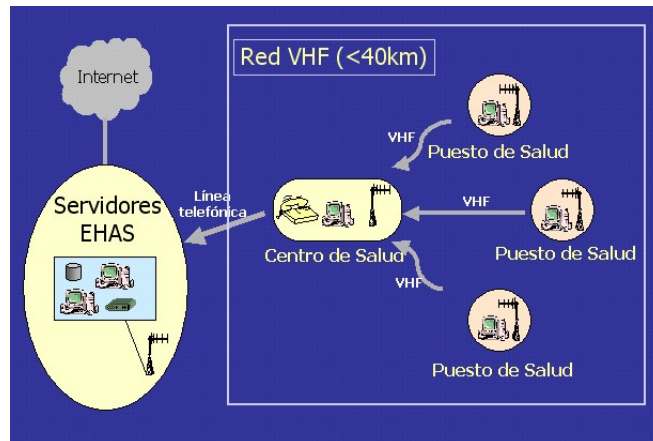 Internet
Red VHF (<40km)
VHF
Puesto de Salud
Línea
telefónica
Servidores
EHAS
VHF
Centro de Salud
Puesto de Salud
VHF
Puesto de Salud